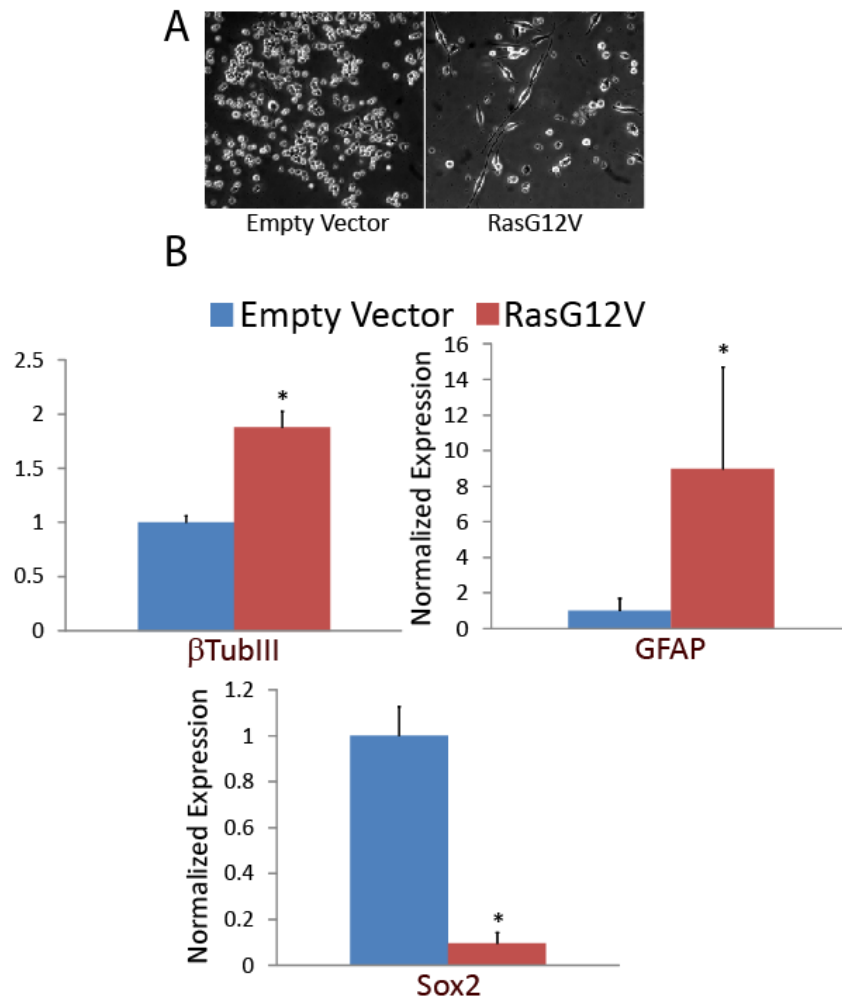 A
Empty Vector RasG12V
B
Empty Vector RasG12V
2.5
2
1.5
1
0.5
0
*
βTubIII
Normalized Expression
16
14
12
10
8
6
4
2
0
*
GFAP
Normalized Expression
1.2
1
0.8
0.6
0.4
0.2
0
*
Sox2